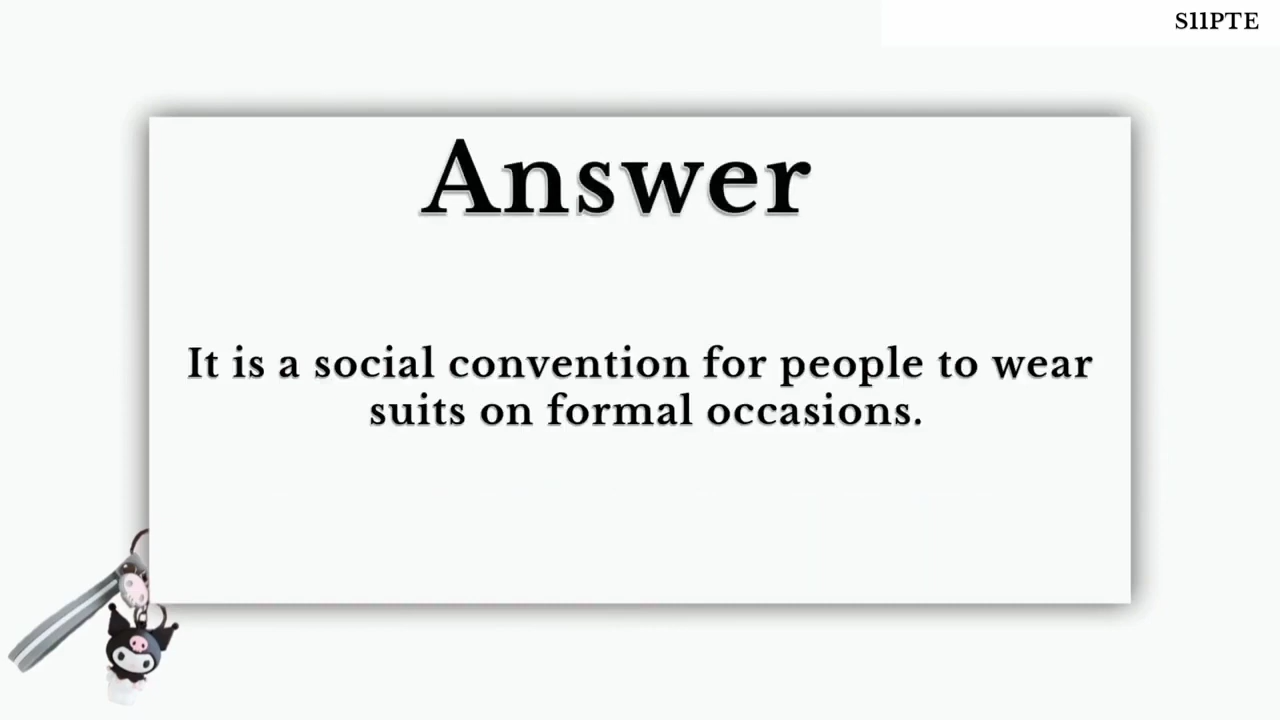 S11PTE
Answer
It is a social convention for people to wear
suits on formal occasions.